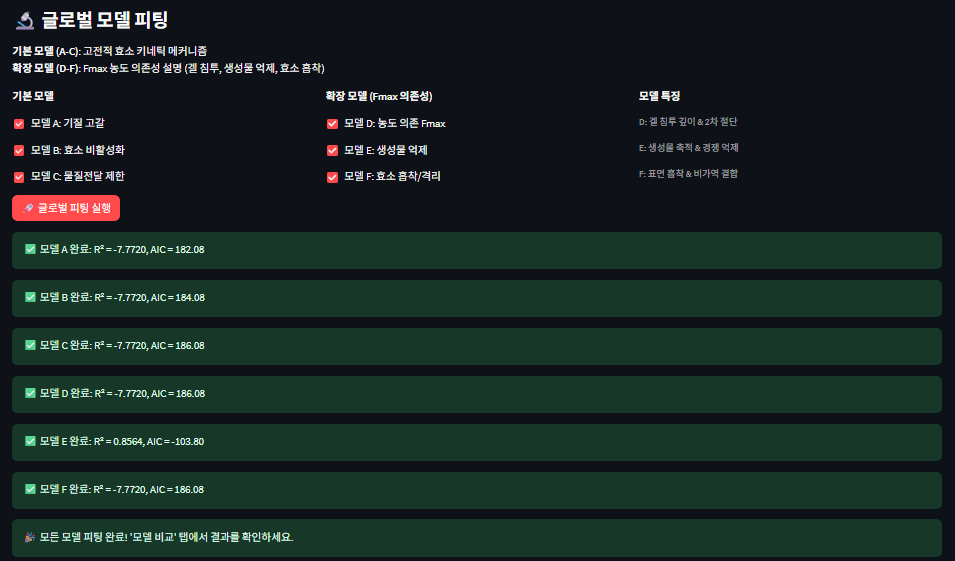 🔬 글로벌 모델 피팅
기본 모델 (A-C): 고전적 효소 키네틱 메커니즘
확장 모델 (D-F): Fmax 농도 의존성 설명 (겔 침투, 생성물 억제, 효소 흡착)
기본 모델
확장 모델 (Fmax 의존성)
모델 특징
모델 A: 기질 고갈
모델 D: 농도 의존 Fmax
D: 겔 침투 깊이 & 2차 절단
모델 B: 효소 비활성화
모델 E: 생성물 억제
E: 생성물 축적 & 경쟁 억제
모델 C: 물질전달 제한
모델 F: 효소 흡착/격리
F: 표면 흡착 & 비가역 결합
🚀 글로벌 피팅 실행
✅ 모델 A 완료: R² = -7.7720, AIC = 182.08
✅ 모델 B 완료: R² = -7.7720, AIC = 184.08
✅ 모델 C 완료: R² = -7.7720, AIC = 186.08
✅ 모델 D 완료: R² = -7.7720, AIC = 186.08
✅ 모델 E 완료: R² = 0.8564, AIC = -103.80
✅ 모델 F 완료: R² = -7.7720, AIC = 186.08
🎉 모든 모델 피팅 완료! '모델 비교' 탭에서 결과를 확인하세요.